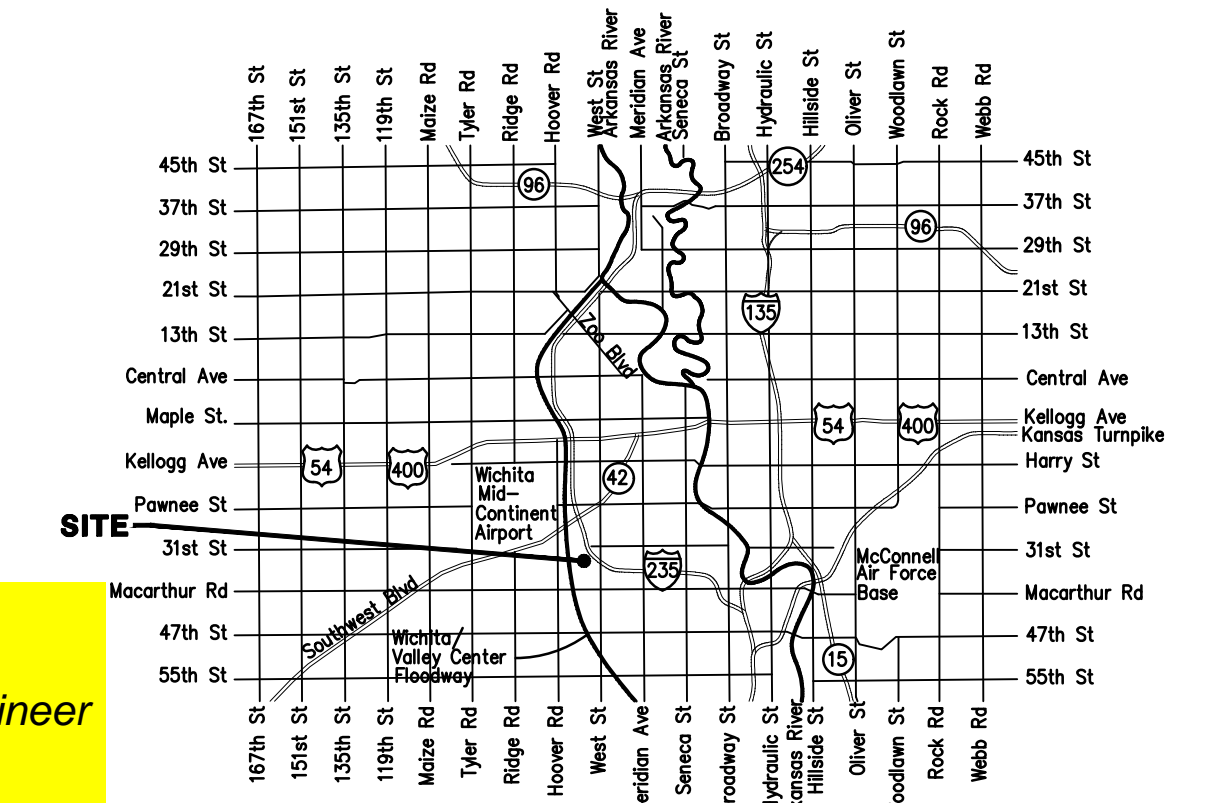 167th St
151st St
135th St
119th St
Maize Rd
Tyler Rd
Ridge Rd
Hoover Rd
West St
Arkansas River
Meridian Ave
Arkansas River
Seneca St
Broadway St
Hydraulic St
Hillside St
Oliver St
Woodlawn St
Rock Rd
Webb Rd
45th St
37th St
29th St
21st St
13th St
Central Ave
Maple St.
Kellogg Ave
Pawnee St
SITE
31st St
Macarthur Rd
47th St
55th St
96
254
96
135
Zoo Blvd
54
400
54
400
42
Wichita
Mid-
Continent
Airport
235
McConnell
Air Force
Base
Southwest Blvd
Wichita/
Valley Center
Floodway
15
45th St
37th St
29th St
21st St
13th St
Central Ave
Kellogg Ave
Kansas Turnpike
Harry St
Pawnee St
31st St
Macarthur Rd
47th St
55th St
ineer
167th St
151st St
135th St
119th St
Maize Rd
Tyler Rd
Ridge Rd
Hoover Rd
West St
eridian Ave
Seneca St
roadway St
ydraulic St
kansas River
Hillside St
Oliver St
oodlawn St
Rock Rd
Webb Rd